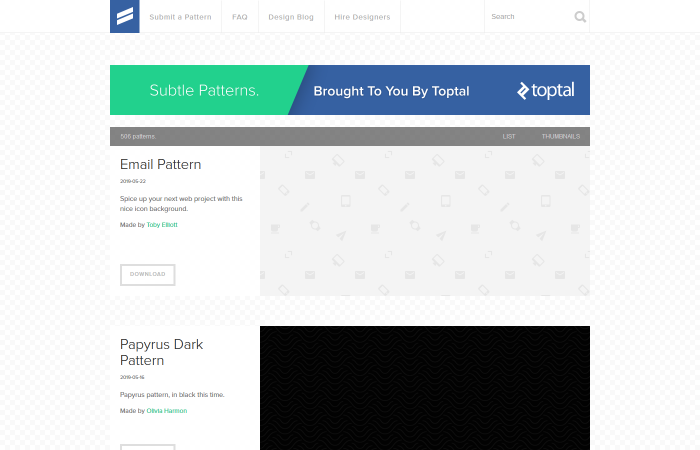 Submit a Pattern
FAQ
Design Blog
Hire Designers
Search
Subtle Patterns.
Brought To You By Toptal
toptal
506 patterns
LIST
THUMBNAILS
Email Pattern
2019-05-22
Spice up your next web project with this
nice icon background.
Made by Toby Elliott
DOWNLOAD
Papyrus Dark
Pattern
2019-05-16
Papyrus pattern, in black this time.
Made by Olivia Harmon